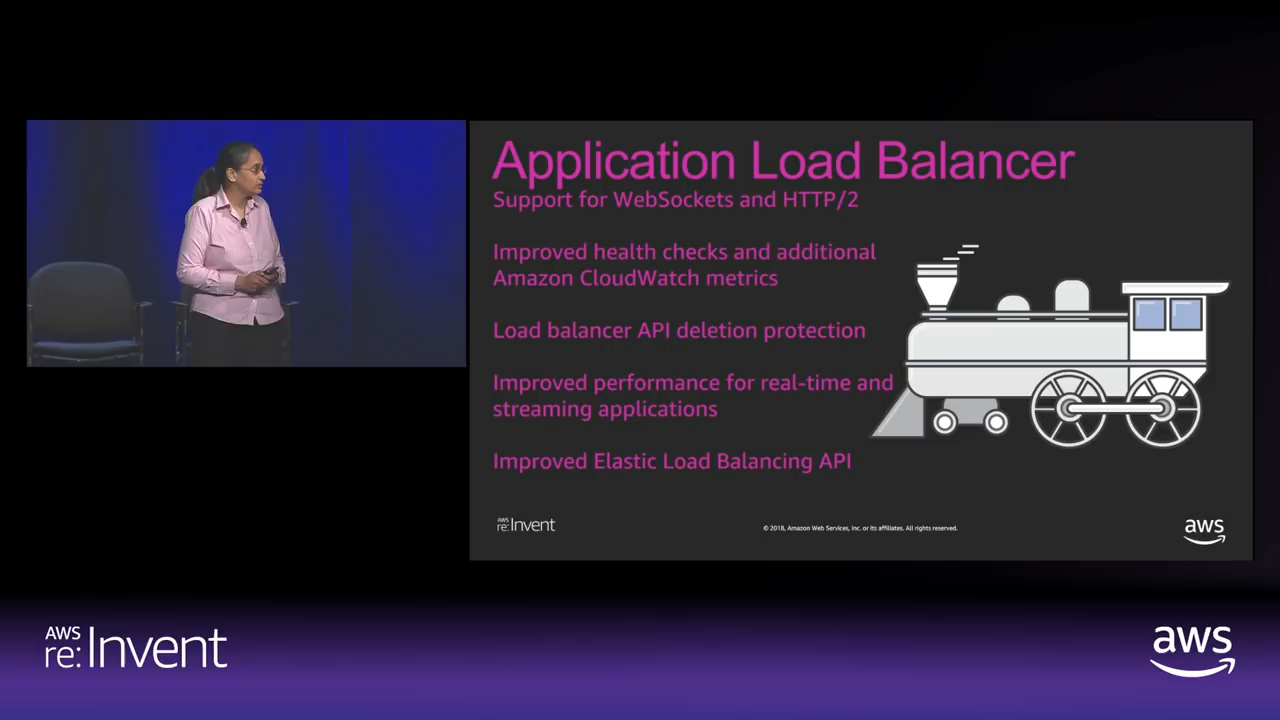 Application Load Balancer
Support for WebSockets and HTTP/2
Improved health checks and additional
Amazon CloudWatch metrics
Load balancer API deletion protection
Improved performance for real-time and
streaming applications
Improved Elastic Load Balancing API
AWS
re:Invent
© 2018, Amazon Web Services, Inc. or its affiliates. All rights reserved.
aws
AWS
re:Invent
aws